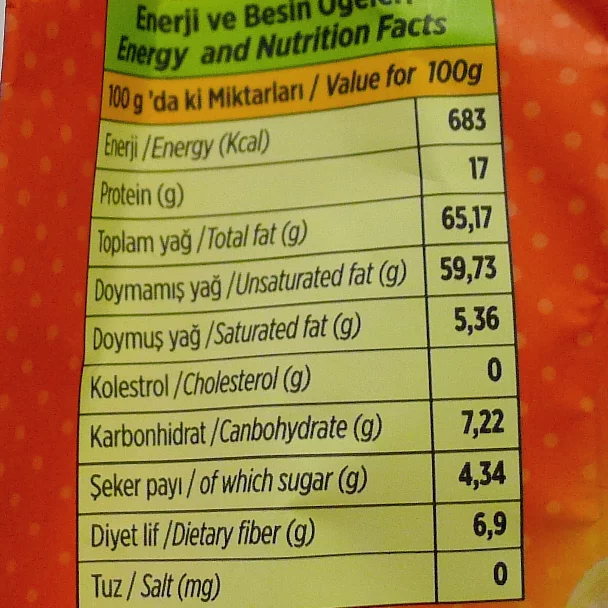 Enerji ve Besin Öğeleri
Energy and Nutrition Facts
100 g 'da ki Miktarları / Value for 100g
Enerji /Energy (Kcal) 683
Protein (g) 17
Toplam yağ /Total fat (g) 65,17
Doymamış yağ /Unsaturated fat (g) 59,73
Doymuş yağ /Saturated fat (g) 5,36
Kolestrol /Cholesterol (g) 0
Karbonhidrat /Canbohydrate (g) 7,22
Şeker payı / of which sugar (g) 4,34
Diyet lif /Dietary fiber (g) 6,9
Tuz / Salt (mg) 0